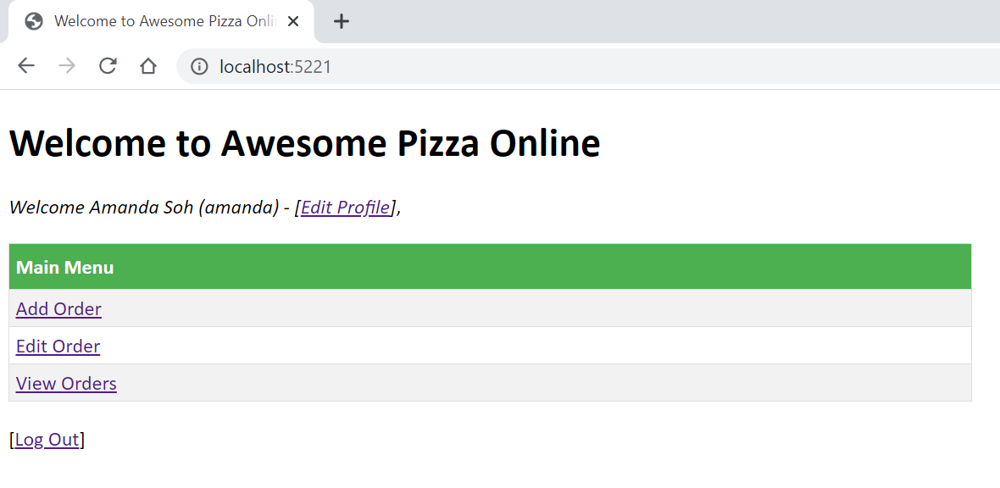 Welcome to Awesome Pizza Onli
localhost:5221
Welcome to Awesome Pizza Online
Welcome Amanda Soh (amanda) - [Edit Profile],
Main Menu
Add Order
Edit Order
View Orders
[Log Out]